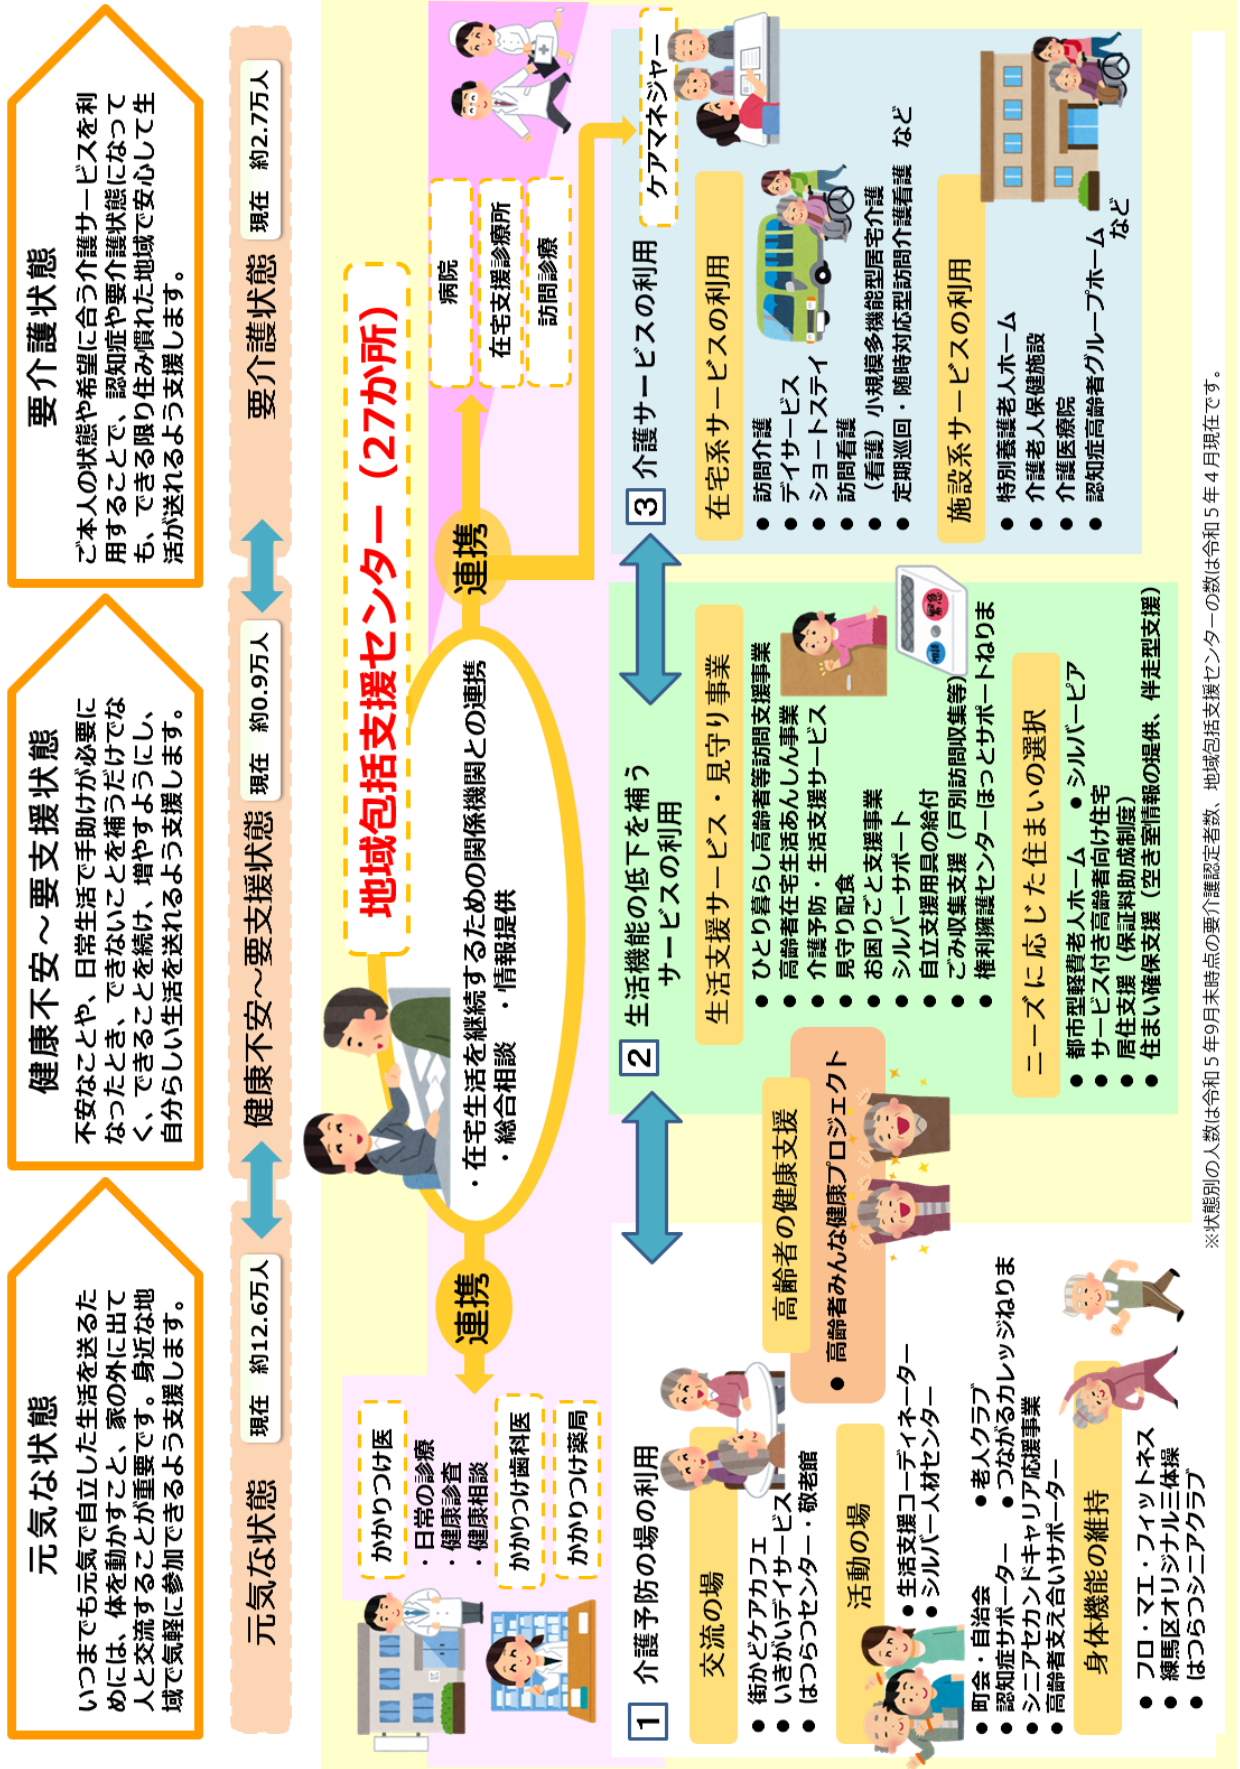 元気な状態
いつまでも元気で自立した生活を送るた
めには、体を動かすこと、家の外に出て
人と交流することが重要です。身近な地
域で気軽に参加できるよう支援します。
健康不安～要支援状態
不安なことや、日常生活で手助けが必要に
なったとき、できないことを補うだけでな
く、できることを続け、増やすようにし、
自分らしい生活を送れるよう支援します。
要介護状態
ご本人の状態や希望に合う介護サービスを利
用することで、認知症や要介護状態になって
も、できる限り住み慣れた地域で安心して生
活が送れるよう支援します。
元気な状態 現在 約12.6万人
健康不安～要支援状態 現在 約0.9万人
要介護状態 現在 約2.7万人
地域包括支援センター（27か所）
・在宅生活を継続するための関係機関との連携
・総合相談 ・情報提供
連携
かかりつけ医
・日常の診療
・健康診査
・健康相談
かかりつけ歯科医
かかりつけ薬局
連携
病院
在宅支援診療所
訪問診療
ケアマネジャー
1 介護予防の場の利用
交流の場
● 街かどケアカフェ
● いきがいデイサービス
● はつらつセンター・敬老館
活動の場
● 生活支援コーディネーター
● シルバー人材センター
● 町会・自治会 ● 老人クラブ
● 認知症サポーター ● つながるカレッジねりま
● シニアセカンドキャリア応援事業
● 高齢者支え合いサポーター
身体機能の維持
● フロ・マエ・フィットネス
● 練馬区オリジナル三体操
● はつらつシニアクラブ
高齢者の健康支援
● 高齢者みんな健康プロジェクト
2 生活機能の低下を補う
サービスの利用
生活支援サービス・見守り事業
● ひとり暮らし高齢者等訪問支援事業
● 高齢者在宅生活あんしん事業
● 介護予防・生活支援サービス
● 見守り配食
● お困りごと支援事業
● シルバーサポート
● 自立支援用具の給付
● ごみ収集支援（戸別訪問収集等）
● 権利擁護センターほっとサポートねりま
相談 緊急
ニーズに応じた住まいの選択
● 都市型軽費老人ホーム ● シルバーピア
● サービス付き高齢者向け住宅
● 居住支援（保証料助成制度）
● 住まい確保支援（空き室情報の提供、伴走型支援）
3 介護サービスの利用
在宅系サービスの利用
● 訪問介護
● デイサービス
● ショートステイ
● 訪問看護
● （看護）小規模多機能型居宅介護
● 定期巡回・随時対応型訪問介護看護 など
施設系サービスの利用
● 特別養護老人ホーム
● 介護老人保健施設
● 介護医療院
● 認知症高齢者グループホーム
など
※状態別の人数は令和5年9月末時点の要介護認定者数、地域包括支援センターの数は令和5年4月現在です。